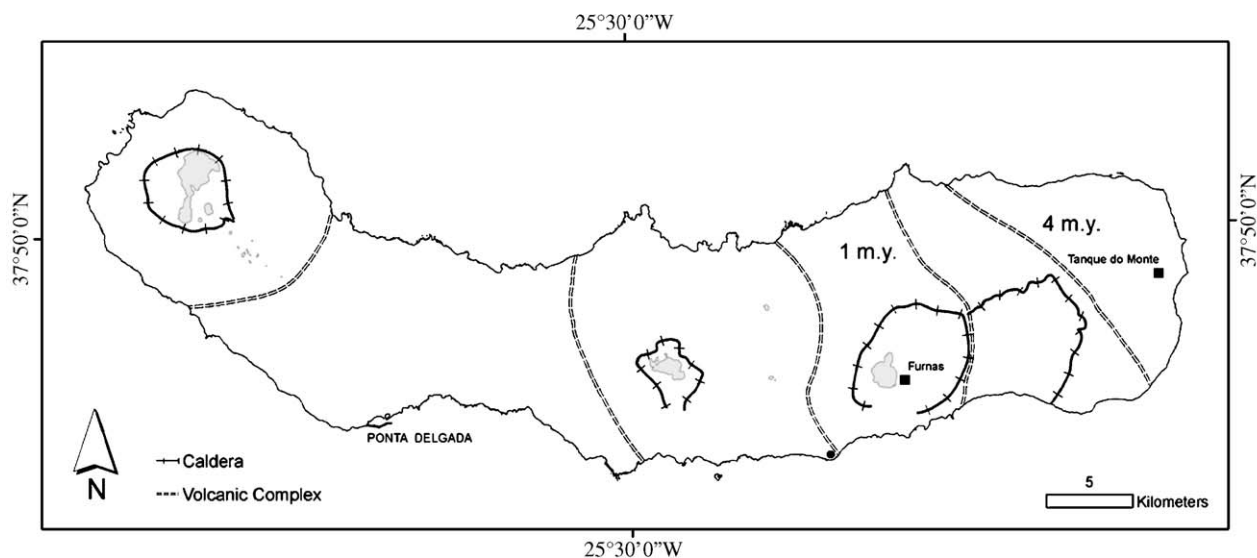 25°30'0"W
37°50'0"N
37°50'0"N
4 m.y.
1 m.y.
Tanque do Monte
Furnas
PONTA DELGADA
N
Caldera
Volcanic Complex
5
Kilometers
25°30'0"W